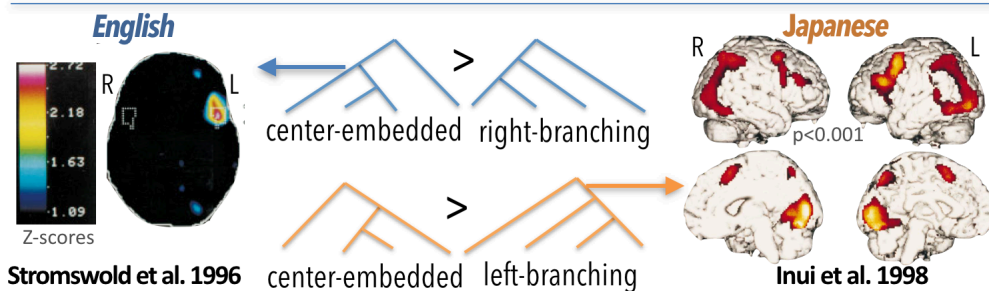 English
Japanese
2.72
2.18
1.63
1.09
Z-scores
R
L
>
center-embedded
right-branching
>
center-embedded
left-branching
R
L
p<0.001
Stromswold et al. 1996
Inui et al. 1998